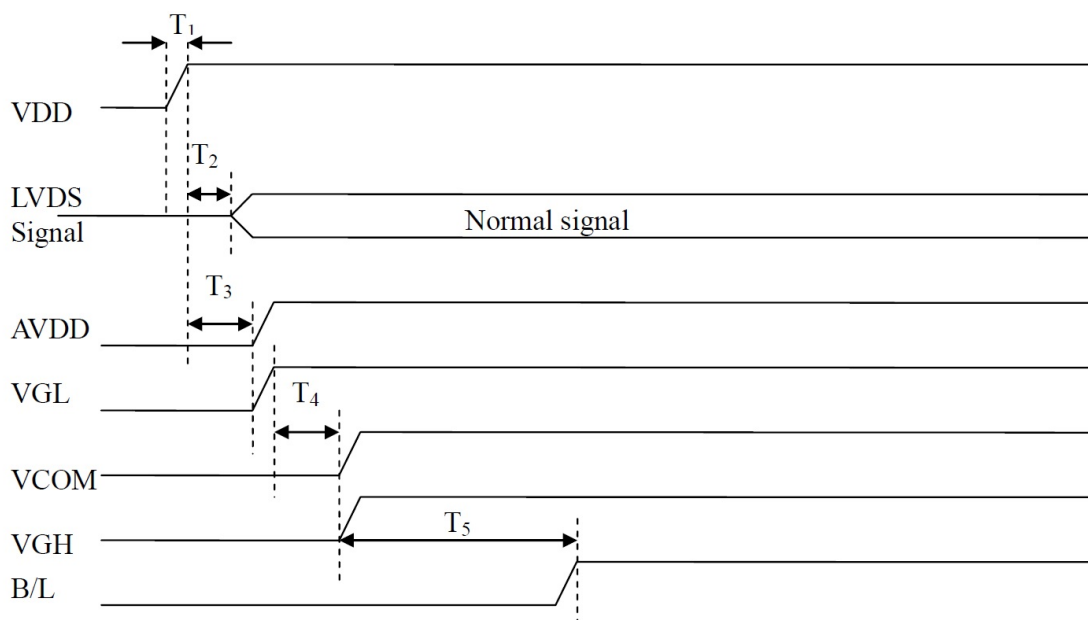 T₁
VDD
T₂
LVDS
Signal
Normal signal
T₃
AVDD
VGL
T₄
VCOM
VGH
T₅
B/L